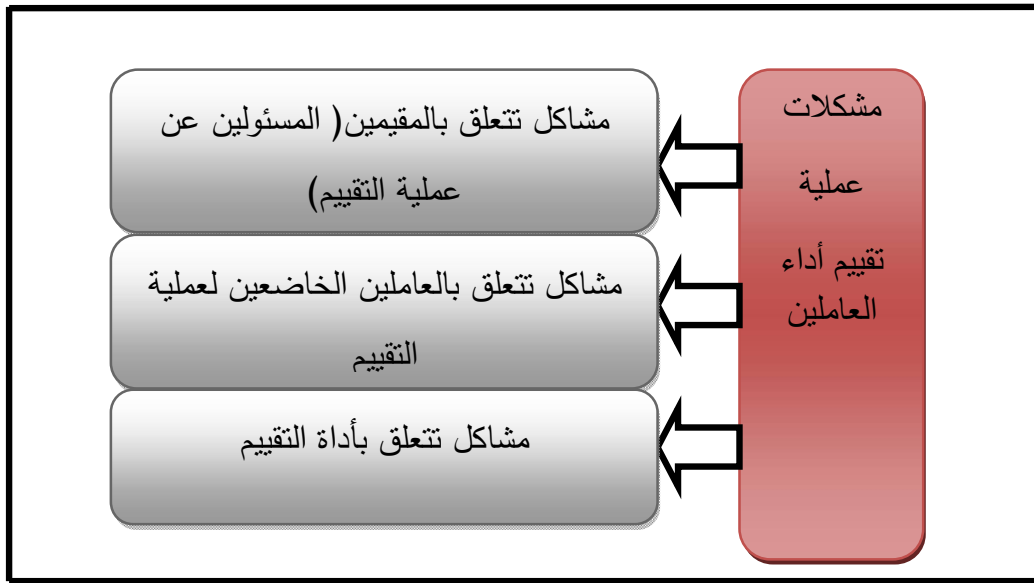 مشكلات
عملية
تقييم أداء
العاملين
مشاكل تتعلق بالمقيمين( المسئولين عن
عملية التقييم)
مشاكل تتعلق بالعاملين الخاضعين لعملية
التقييم
مشاكل تتعلق بأداة التقييم